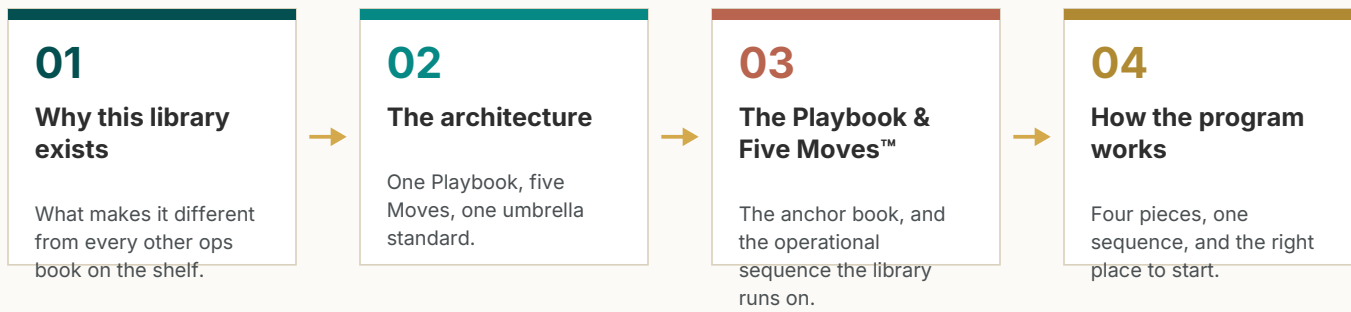 01
Why this library
exists
What makes it different
from every other ops
book on the shelf.
02
The architecture
One Playbook, five
Moves, one umbrella
standard.
03
The Playbook &
Five Moves™
The anchor book, and
the operational
sequence the library
runs on.
04
How the program
works
Four pieces, one
sequence, and the right
place to start.